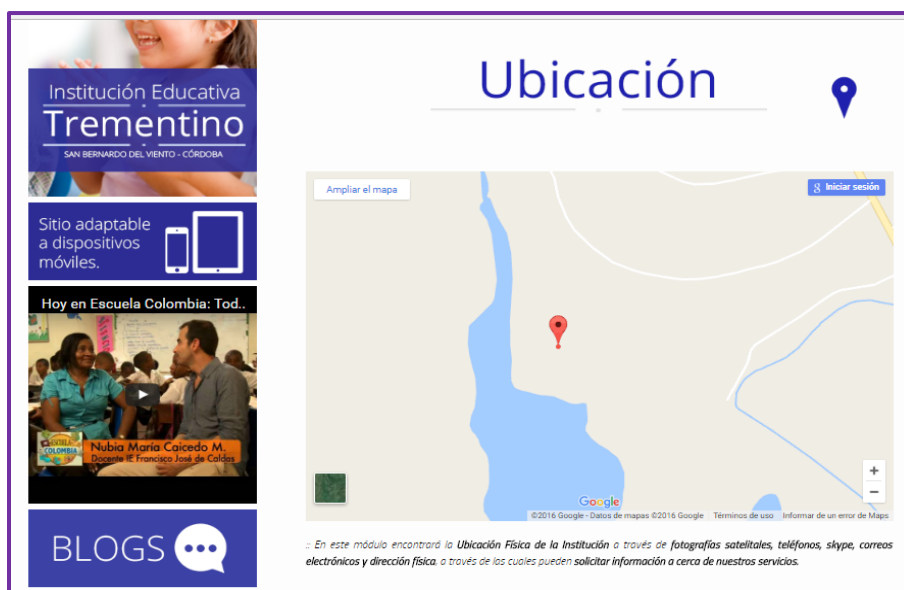 Institución Educativa
Trementino
SAN BERNARDO DEL VIENTO - CÓRDOBA
Sitio adaptable
a dispositivos
móviles.
Hoy en Escuela Colombia: Tod..
ESCUELA
COLOMBIA
Nubia María Caicedo M.
Docente IE Francisco José de Caldas
BLOGS
Ubicación
Ampliar el mapa
g Iniciar sesión
+
−
Google
©2016 Google - Datos de mapas ©2016 Google Términos de uso Informar de un error de Maps
:: En este módulo encontrará la Ubicación Física de la Institución a través de fotografías satelitales, teléfonos, skype, correos
electrónicos y dirección física, a través de las cuales pueden solicitar información a cerca de nuestros servicios.